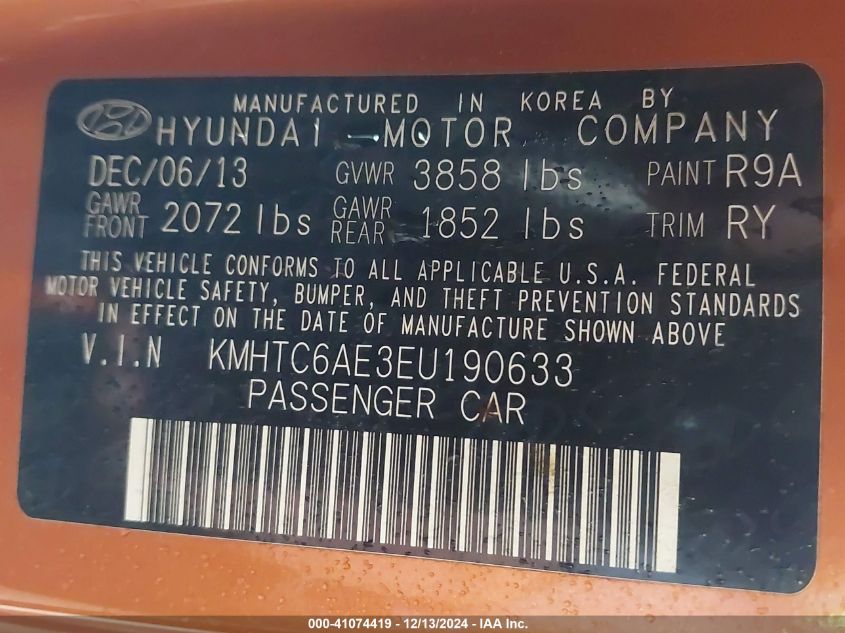 MANUFACTURED IN KOREA BY
HYUNDAI MOTOR COMPANY
DEC/06/13 GVWR 3858 lbs PAINT R9A
GAWR FRONT 2072 lbs GAWR REAR 1852 lbs TRIM RY
THIS VEHICLE CONFORMS TO ALL APPLICABLE U.S.A. FEDERAL
MOTOR VEHICLE SAFETY, BUMPER, AND THEFT PREVENTION STANDARDS
IN EFFECT ON THE DATE OF MANUFACTURE SHOWN ABOVE
V.I.N KMHTC6AE3EU190633
PASSENGER CAR
000-41074419 - 12/13/2024 - IAA Inc.